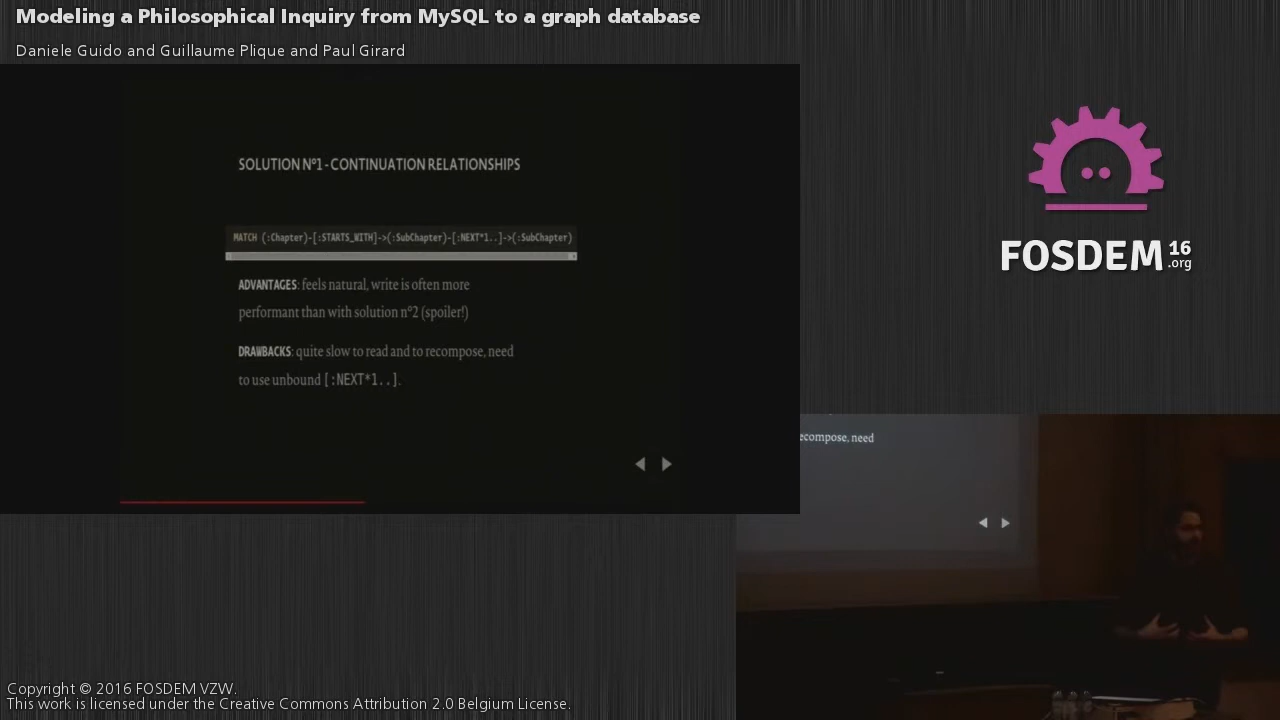 Modeling a Philosophical Inquiry from MySQL to a graph database
Daniele Guido and Guillaume Plique and Paul Girard
SOLUTION Nº1 - CONTINUATION RELATIONSHIPS
MATCH (:Chapter)-[:STARTS_WITH]->(:SubChapter)-[:NEXT*1..]->(:SubChapter)
ADVANTAGES: feels natural, write is often more
performant than with solution nº2 (spoiler!)
DRAWBACKS: quite slow to read and to recompose, need
to use unbound [:NEXT*1..].
FOSDEM 16
.org
ecompose, need
Copyright © 2016 FOSDEM VZW.
This work is licensed under the Creative Commons Attribution 2.0 Belgium License.